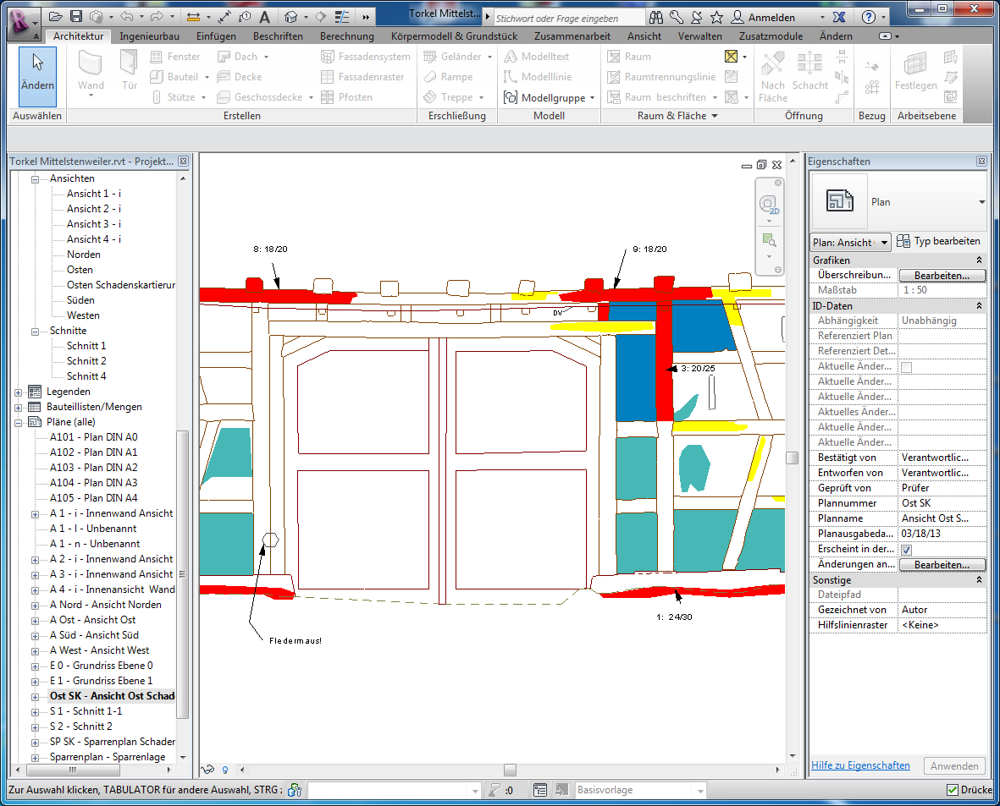 Torkel Mittelst...
Stichwort oder Frage eingeben
Anmelden
Architektur Ingenieurbau Einfügen Beschriften Berechnung Körpermodell & Grundstück Zusammenarbeit Ansicht Verwalten Zusatzmodule Ändern
Ändern
Auswählen
Wand
Tür
Fenster
Bauteil
Stütze
Dach
Decke
Geschossdecke
Fassadensystem
Fassadenraster
Pfosten
Erstellen
Geländer
Rampe
Treppe
Erschließung
Modelltext
Modelllinie
Modellgruppe
Modell
Raum
Raumtrennungslinie
Raum beschriften
Raum & Fläche
Nach Fläche
Schacht
Öffnung
Bezug
Festlegen
Arbeitsebene
Torkel Mittelstenweiler.rvt - Projekt...
Ansichten
Ansicht 1 - i
Ansicht 2 - i
Ansicht 3 - i
Ansicht 4 - i
Norden
Osten
Osten Schadenskartierur
Süden
Westen
Schnitte
Schnitt 1
Schnitt 2
Schnitt 4
Legenden
Bauteillisten/Mengen
Pläne (alle)
A101 - Plan DIN A0
A102 - Plan DIN A1
A103 - Plan DIN A2
A104 - Plan DIN A3
A105 - Plan DIN A4
A 1 - i - Innenwand Ansicht
A 1 - l - Unbenannt
A 1 - n - Unbenannt
A 2 - i - Innenwand Ansicht
A 3 - i - Innenwand Ansicht
A 4 - i - Innenansicht Wand
A Nord - Ansicht Norden
A Ost - Ansicht Ost
A Süd - Ansicht Süd
A West - Ansicht West
E 0 - Grundriss Ebene 0
E 1 - Grundriss Ebene 1
Ost SK - Ansicht Ost Schade
S 1 - Schnitt 1-1
S 2 - Schnitt 2
SP SK - Sparrenplan Schader
Sparrenplan - Sparrenlage
8: 18/20
9: 18/20
DV
3: 20/25
1: 24/30
Fledermaus!
2D
Eigenschaften
Plan
Plan: Ansicht
Typ bearbeiten
Grafiken
Überschreibun... Bearbeiten...
Maßstab 1 : 50
ID-Daten
Abhängigkeit Unabhängig
Referenziert Plan
Referenziert Det...
Aktuelle Änder...
Aktuelle Änder...
Aktuelle Änder...
Aktuelles Änder...
Aktuelle Änder...
Aktuelle Änder...
Bestätigt von Verantwortlic...
Entworfen von Verantwortlic...
Geprüft von Prüfer
Plannummer Ost SK
Planname Ansicht Ost S...
Planausgabeda... 03/18/13
Erscheint in der...
Änderungen an... Bearbeiten...
Sonstige
Dateipfad
Gezeichnet von Autor
Hilfslinienraster <Keine>
Hilfe zu Eigenschaften
Anwenden
Zur Auswahl klicken, TABULATOR für andere Auswahl, STRG :
:0
Basisvorlage
Drücke